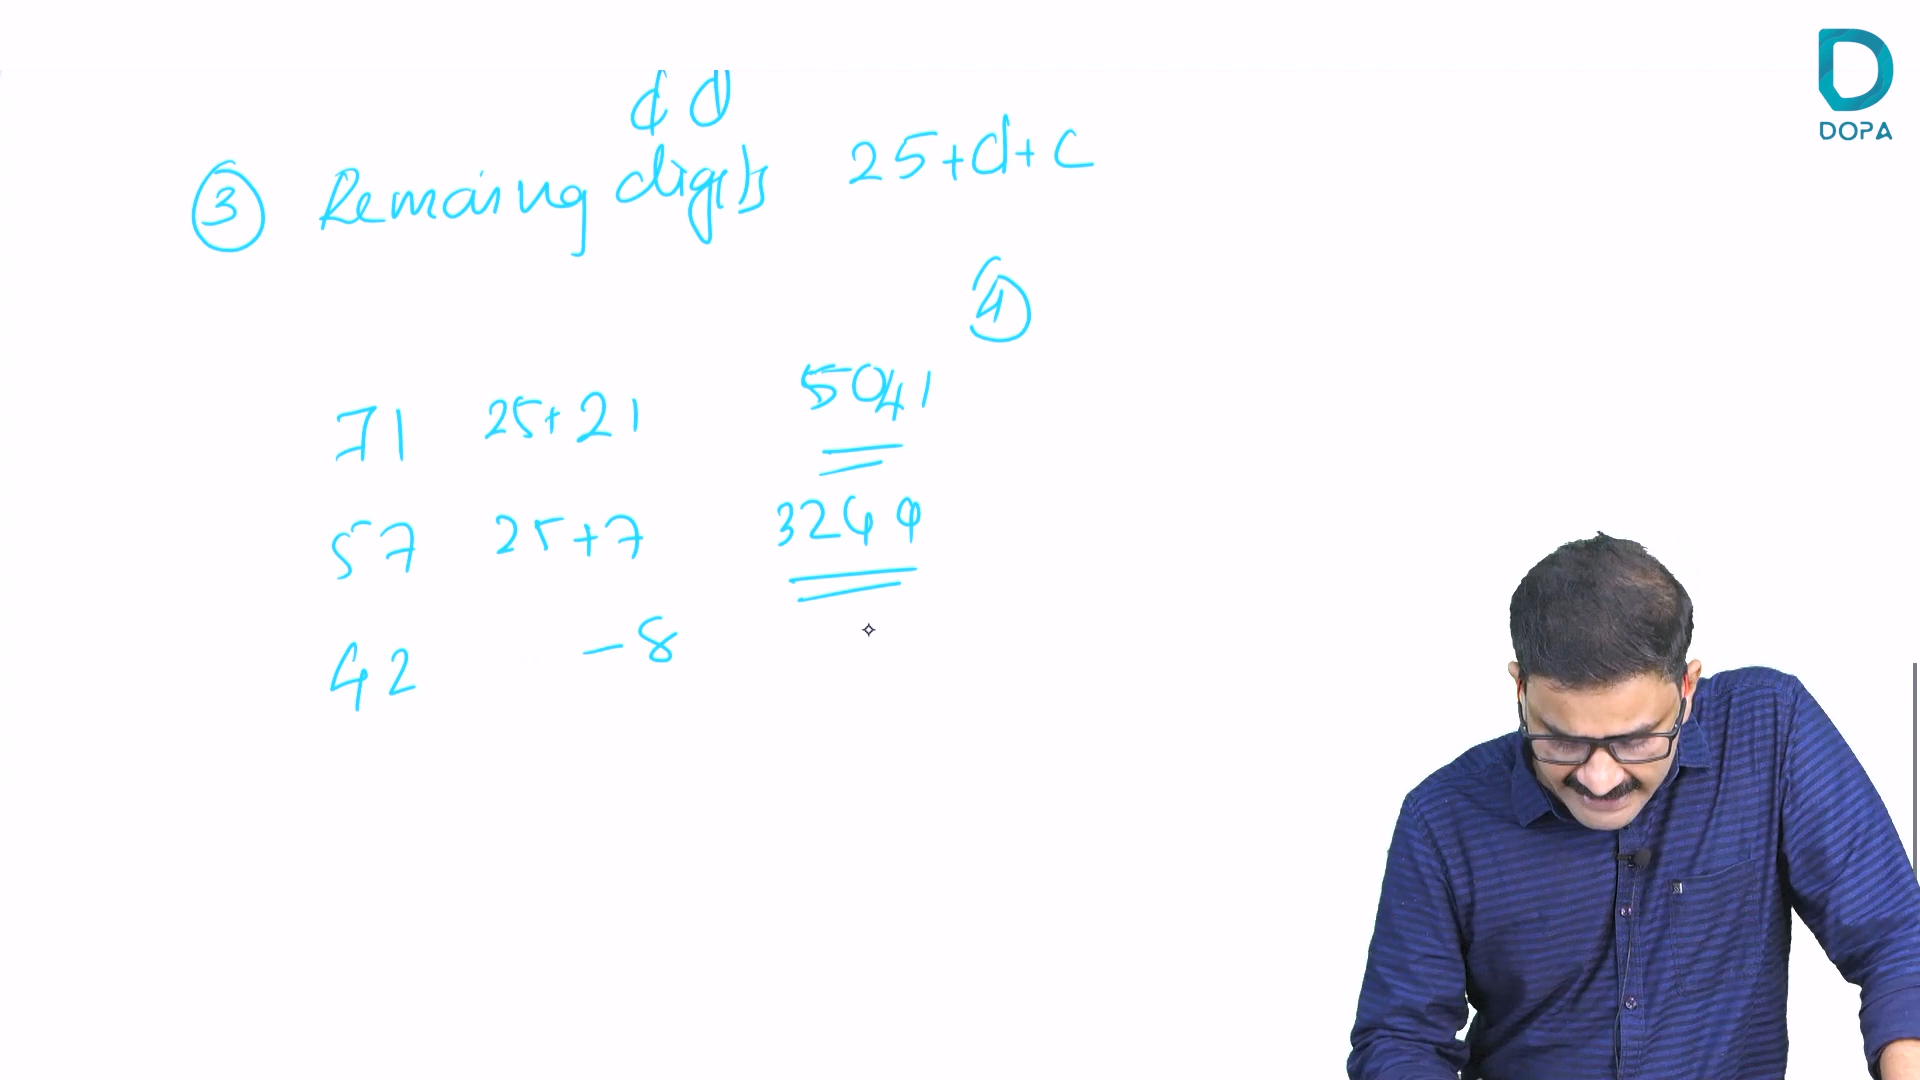 DOPA
③ Remaining digits 25+d+c
④
71 25+21 5041
57 25+7 3249
42 -8